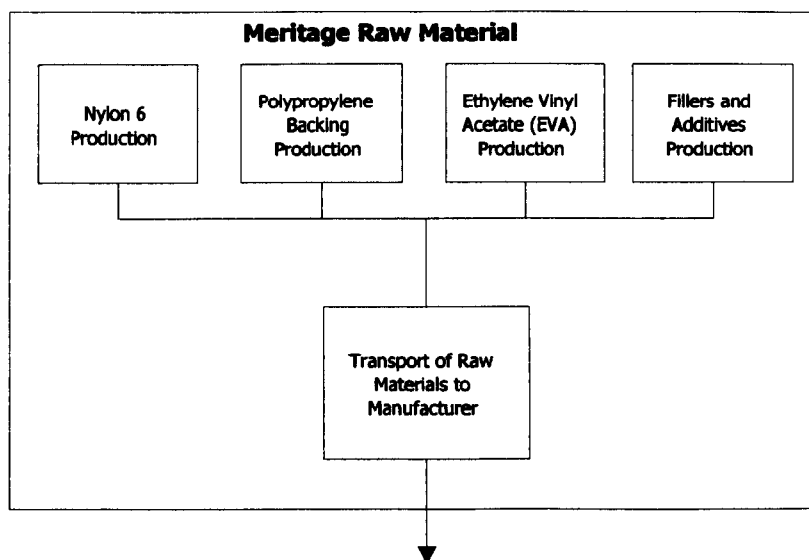 Meritage Raw Material
Nylon 6
Production
Polypropylene
Backing
Production
Ethylene Vinyl
Acetate (EVA)
Production
Fillers and
Additives
Production
Transport of Raw
Materials to
Manufacturer